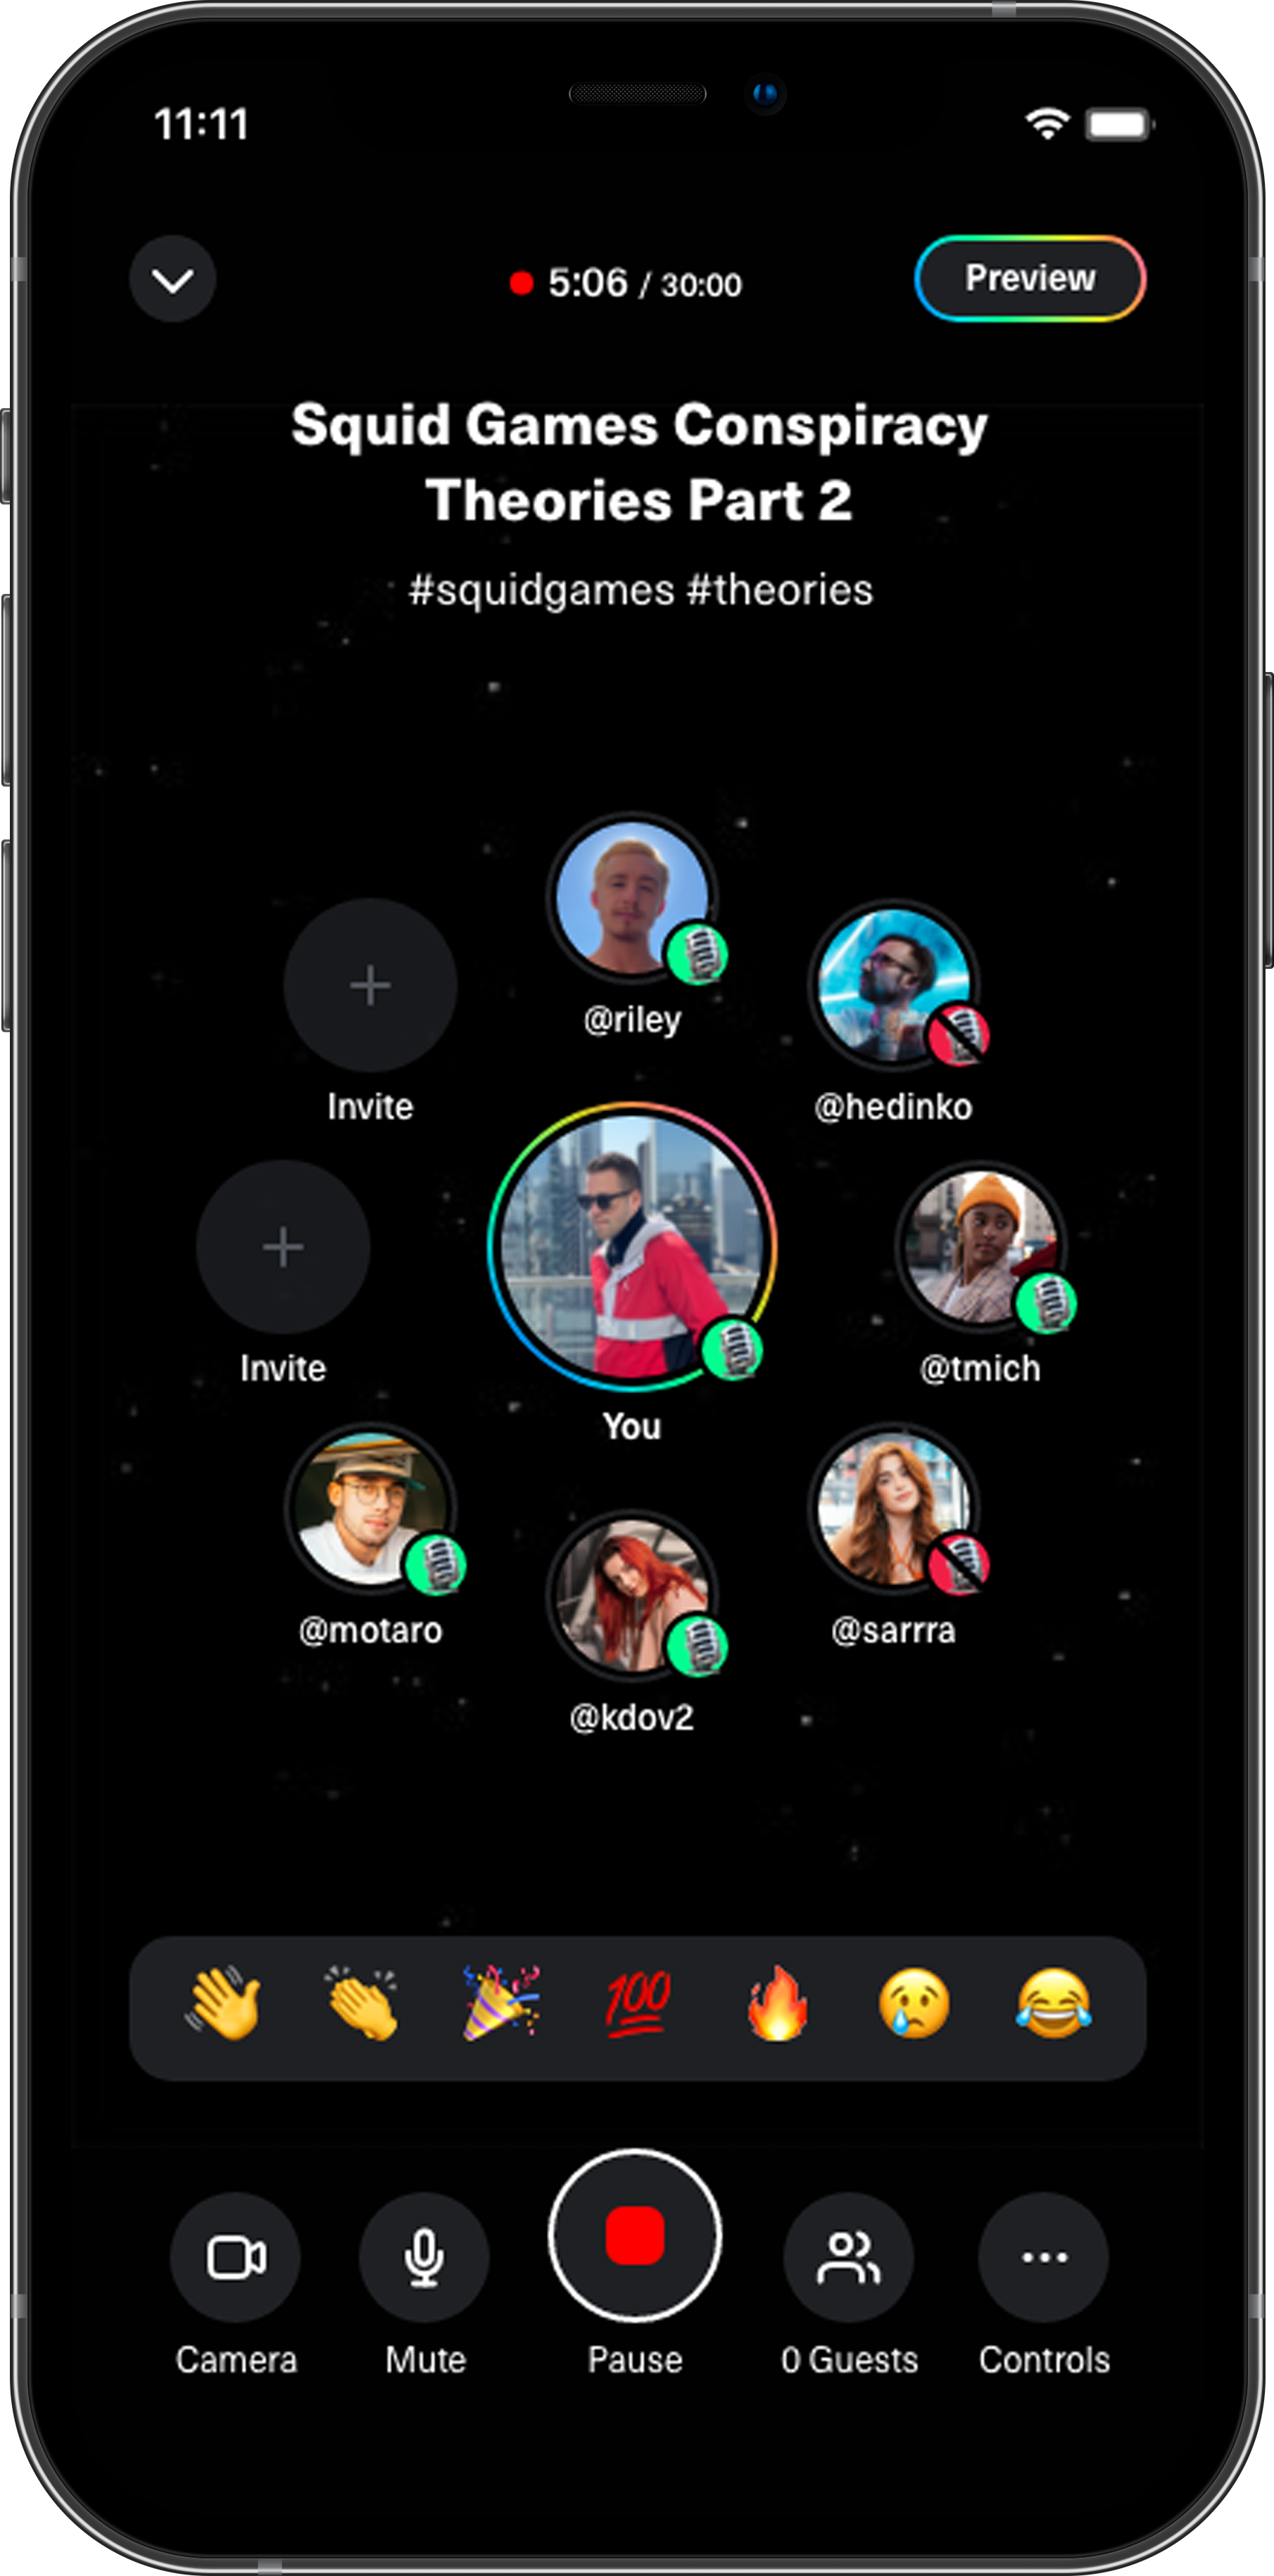 11:11
5:06 / 30:00
Preview
Squid Games Conspiracy
Theories Part 2
#squidgames #theories
@riley
@hedinko
Invite
@tmich
Invite
You
@motaro
@sarrra
@kdov2
👋 👏 🎉 💯 🔥 😢 😂
Camera
Mute
Pause
0 Guests
Controls